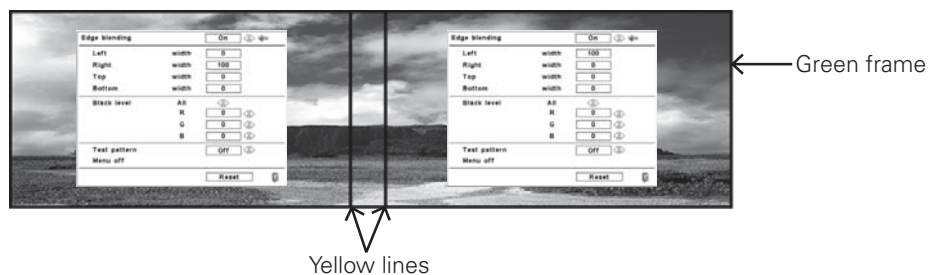 Edge blending On
Left width 0
Right width 100
Top width 0
Bottom width 0
Black level All
R 0
G 0
B 0
Test pattern Off
Menu off
Reset
Edge blending On
Left width 100
Right width 0
Top width 0
Bottom width 0
Black level All
R 0
G 0
B 0
Test pattern Off
Menu off
Reset
Green frame
Yellow lines